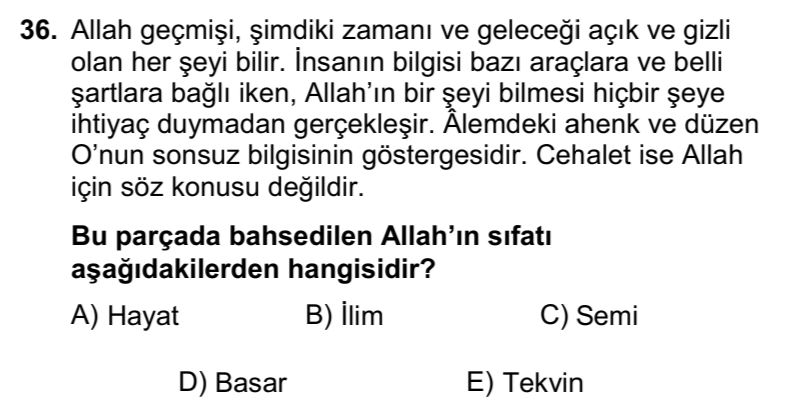 36. Allah geçmişi, şimdiki zamanı ve geleceği açık ve gizli
olan her şeyi bilir. İnsanın bilgisi bazı araçlara ve belli
şartlara bağlı iken, Allah'ın bir şeyi bilmesi hiçbir şeye
ihtiyaç duymadan gerçekleşir. Âlemdeki ahenk ve düzen
O'nun sonsuz bilgisinin göstergesidir. Cehalet ise Allah
için söz konusu değildir.
Bu parçada bahsedilen Allah'ın sıfatı
aşağıdakilerden hangisidir?
A) Hayat B) İlim C) Semi
D) Basar E) Tekvin